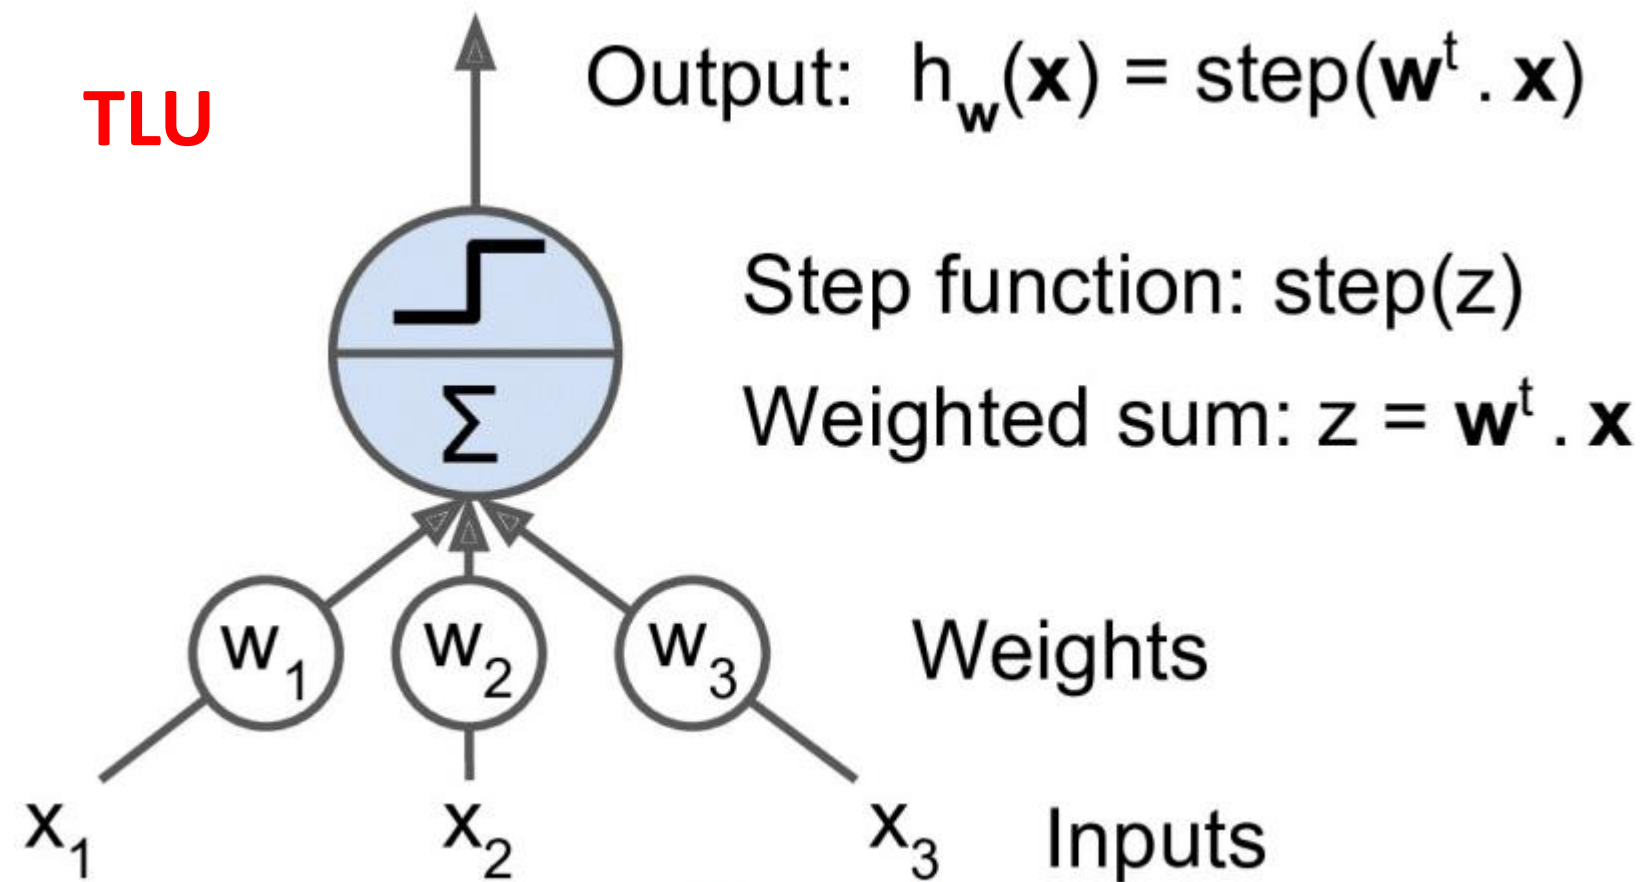 TLU
Output: h𝐰(𝐱) = step(𝐰ᵗ . 𝐱)
Step function: step(z)
Σ
Weighted sum: z = 𝐰ᵗ . 𝐱
w₁ w₂ w₃ Weights
x₁ x₂ x₃ Inputs